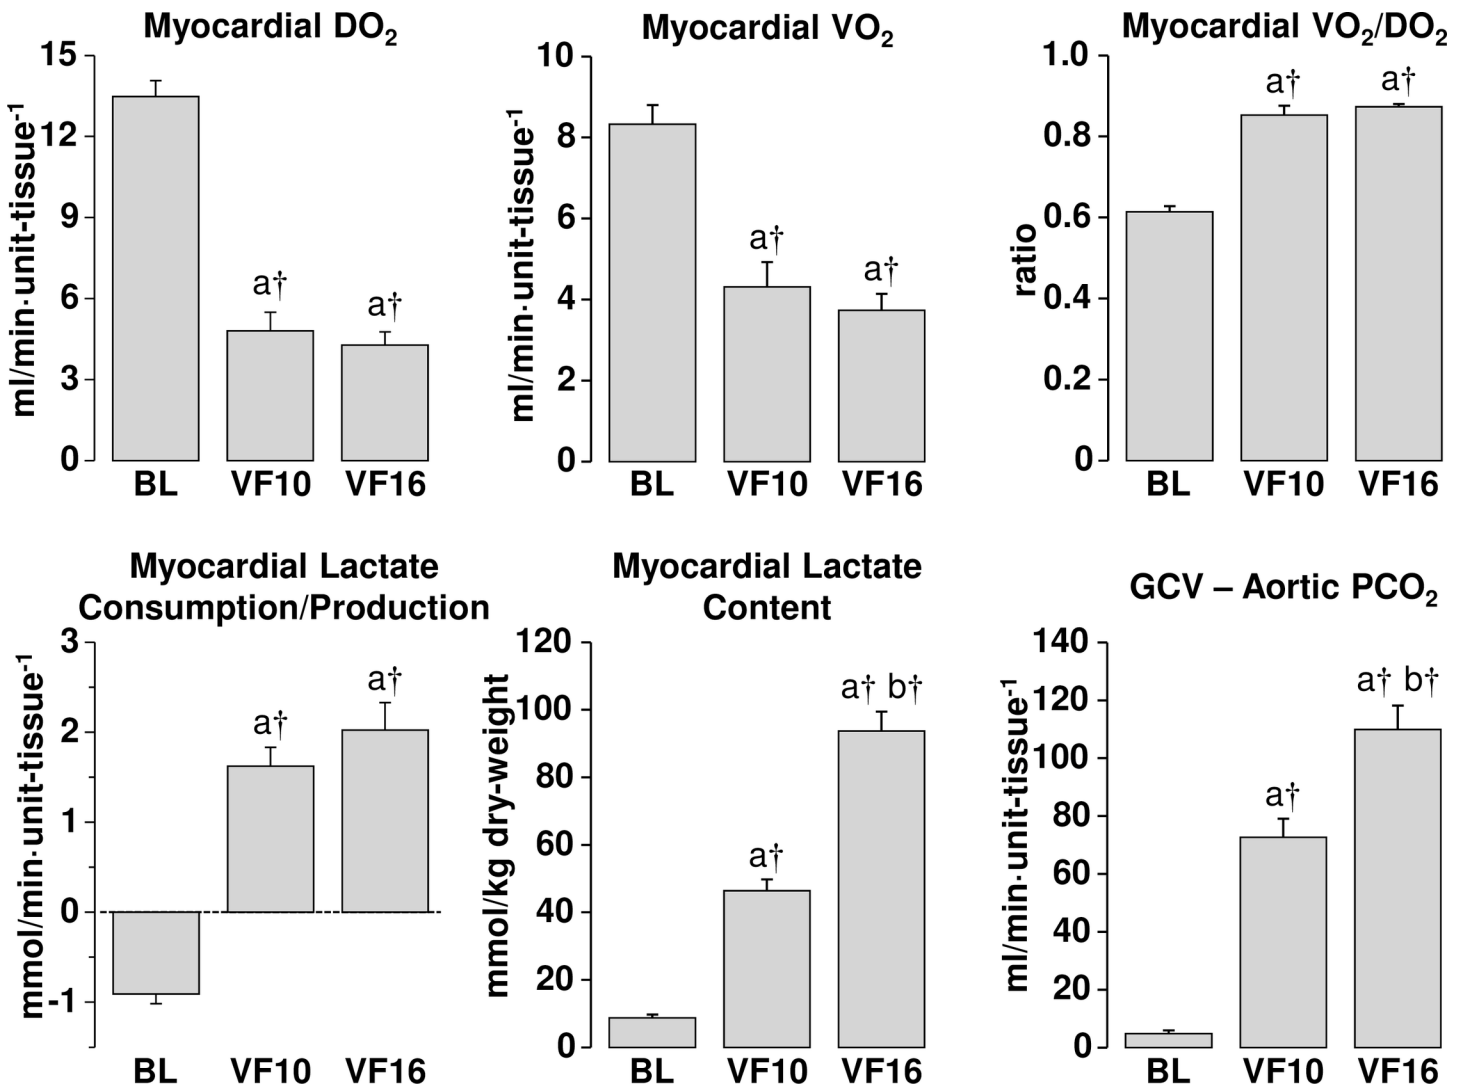 Myocardial DO₂
ml/min·unit-tissue⁻¹
15
12
9
6
3
0
a†
a†
BL VF10 VF16
Myocardial VO₂
ml/min·unit-tissue⁻¹
10
8
6
4
2
0
a†
a†
BL VF10 VF16
Myocardial VO₂/DO₂
ratio
1.0
0.8
0.6
0.4
0.2
0
a†
a†
BL VF10 VF16
Myocardial Lactate
Consumption/Production
mmol/min·unit-tissue⁻¹
3
2
1
0
-1
a†
a†
BL VF10 VF16
Myocardial Lactate
Content
mmol/kg dry-weight
120
100
80
60
40
20
0
a†
a† b†
BL VF10 VF16
GCV – Aortic PCO₂
ml/min·unit-tissue⁻¹
140
120
100
80
60
40
20
0
a†
a† b†
BL VF10 VF16